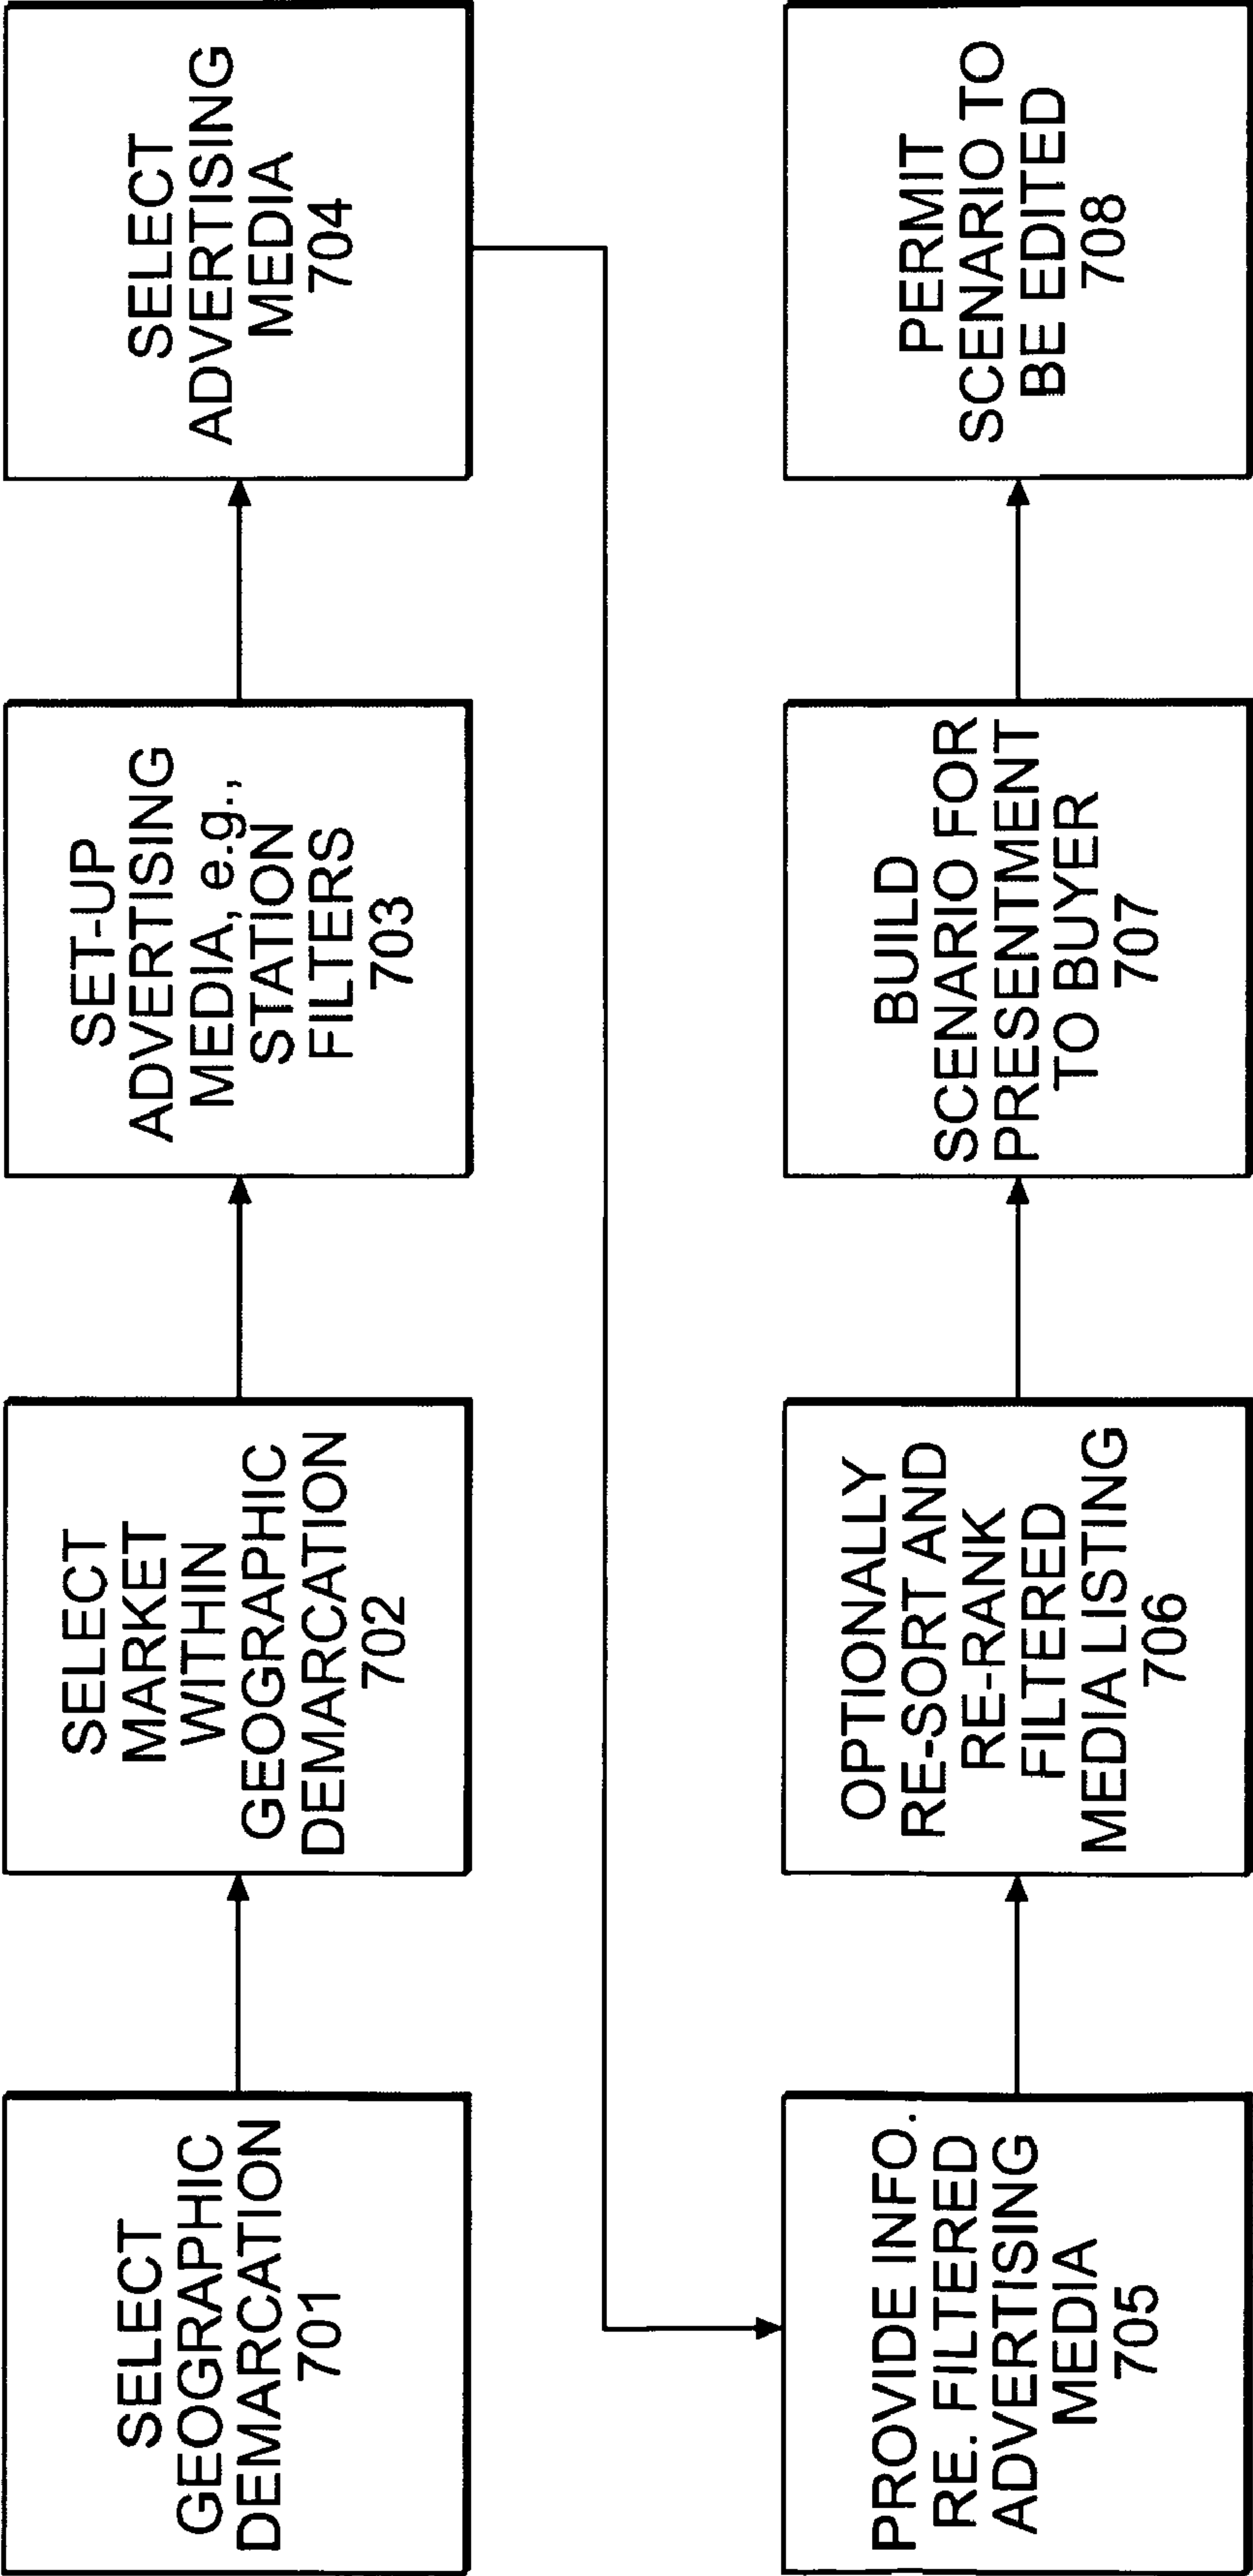 SELECT
GEOGRAPHIC
DEMARCATION
701
SELECT
MARKET
WITHIN
GEOGRAPHIC
DEMARCATION
702
SET-UP
ADVERTISING
MEDIA, e.g.,
STATION
FILTERS
703
SELECT
ADVERTISING
MEDIA
704
PROVIDE INFO.
RE. FILTERED
ADVERTISING
MEDIA
705
OPTIONALLY
RE-SORT AND
RE-RANK
FILTERED
MEDIA LISTING
706
BUILD
SCENARIO FOR
PRESENTMENT
TO BUYER
707
PERMIT
SCENARIO TO
BE EDITED
708